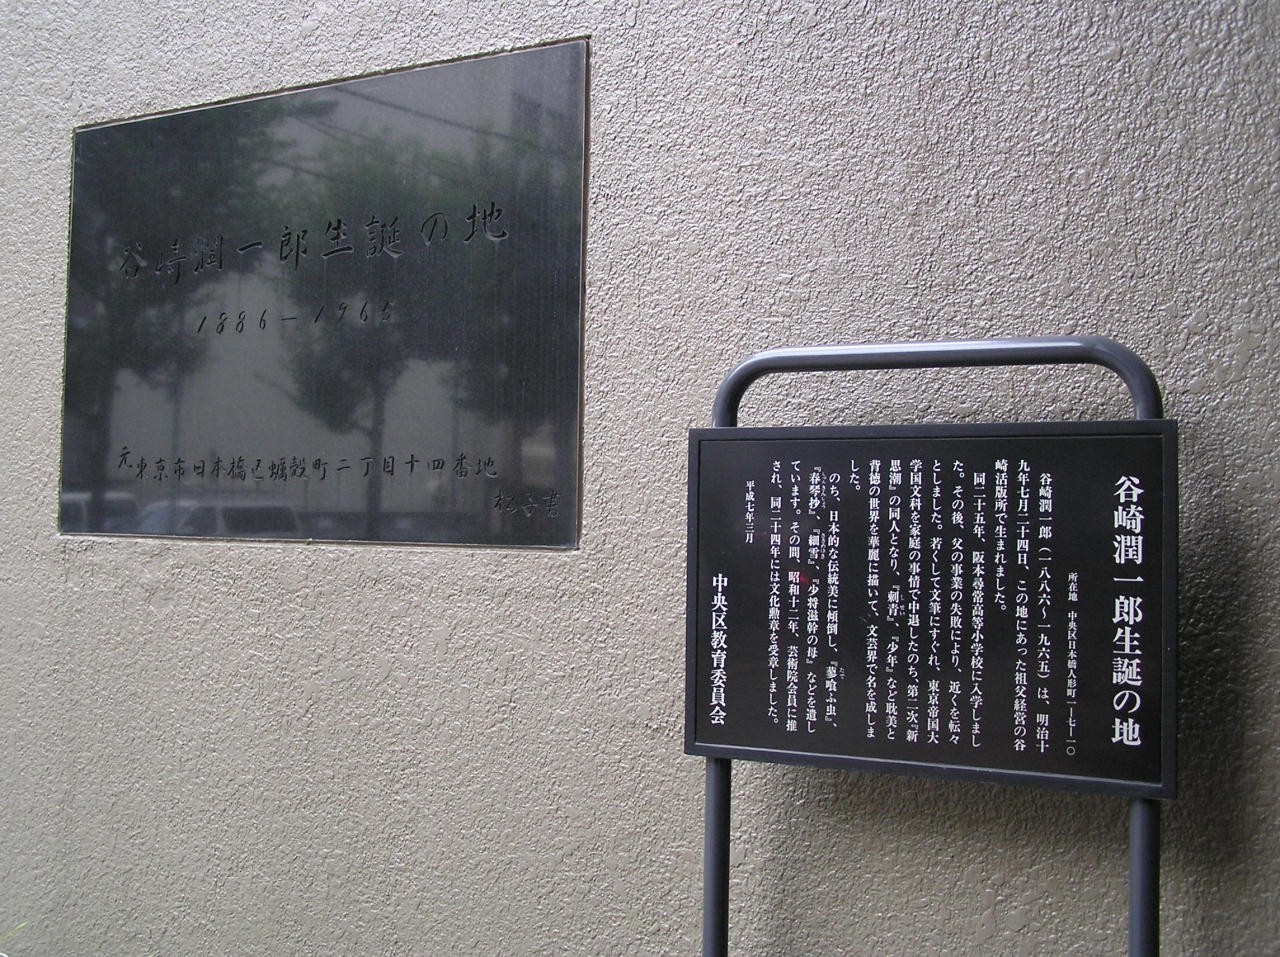 谷崎潤一郎生誕の地
1886–1965
元東京市日本橋区蠣殻町二丁目十四番地
松子書
谷崎潤一郎生誕の地
所在地 中央区日本橋人形町一―七―一〇
谷崎潤一郎(一八八六〜一九六五)は、明治十
九年七月二十四日、この地にあった祖父経営の谷
崎活版所で生まれました。
同二十五年、阪本尋常高等小学校に入学しまし
た。その後、父の事業の失敗により、近くを転々
としました。若くして文筆にすぐれ、東京帝国大
学国文科を家庭の事情で中退したのち、第二次『新
思潮』の同人となり、『刺青』、『少年』など耽美と
背徳の世界を華麗に描いて、文芸界で名を成しま
した。
のち、日本的な伝統美に傾倒し、『蓼喰ふ虫』、
『春琴抄』、『細雪』、『少将滋幹の母』などを遺し
ています。その間、昭和十二年、芸術院会員に推
され、同二十四年には文化勲章を受章しました。
平成七年三月
中央区教育委員会